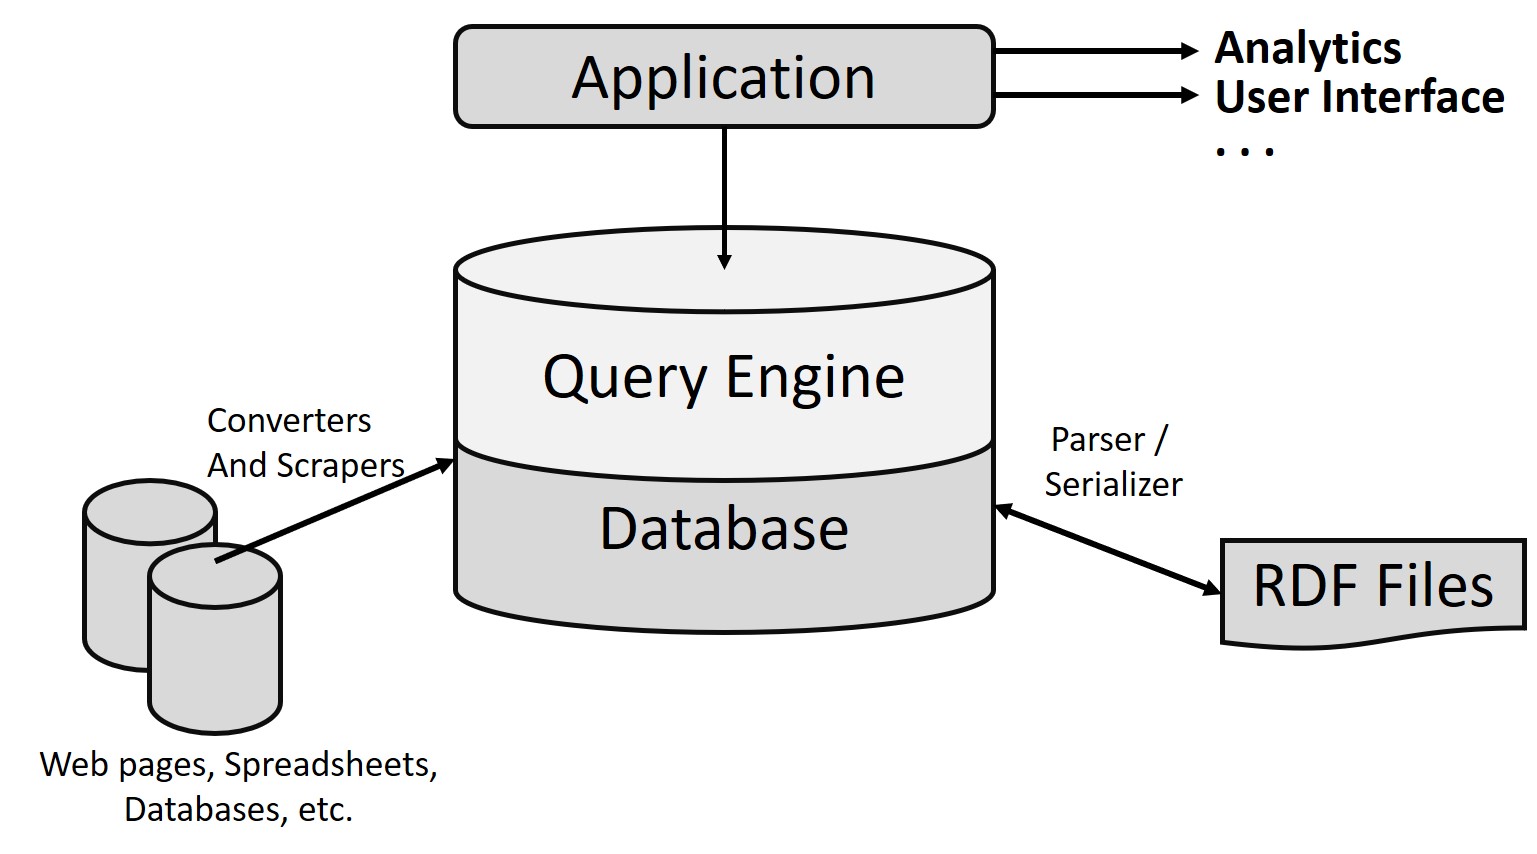 Application
Analytics
User Interface
. . .
Query Engine
Converters
And Scrapers
Parser /
Serializer
Database
RDF Files
Web pages, Spreadsheets,
Databases, etc.